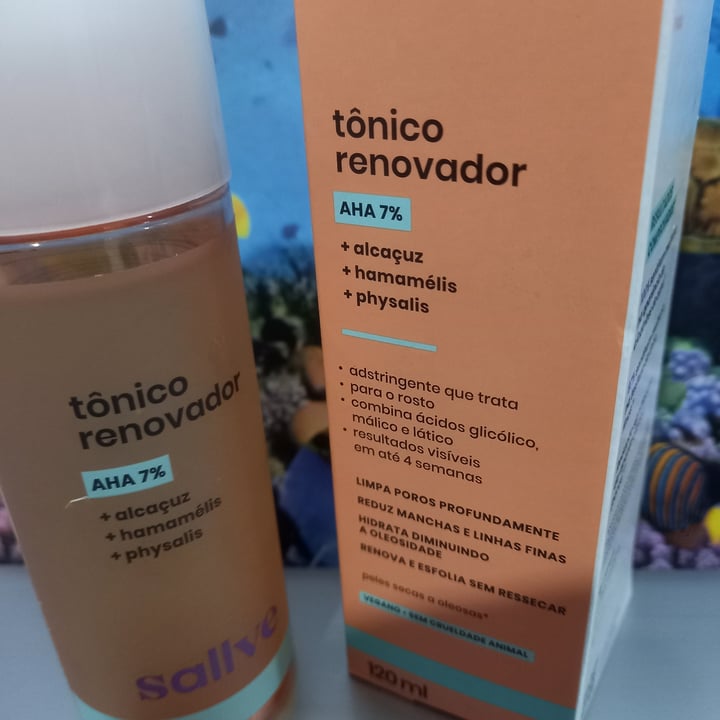 tônico
renovador
AHA 7%
+ alcaçuz
+ hamamélis
+ physalis
sallve
tônico
renovador
AHA 7%
+ alcaçuz
+ hamamélis
+ physalis
• adstringente que trata
• para o rosto
• combina ácidos glicólico,
málico e lático
• resultados visíveis
em até 4 semanas
LIMPA POROS PROFUNDAMENTE
REDUZ MANCHAS E LINHAS FINAS
HIDRATA DIMINUINDO
A OLEOSIDADE
RENOVA E ESFOLIA SEM RESSECAR
peles secas a oleosas*
VEGANO • SEM CRUELDADE ANIMAL
120 ml